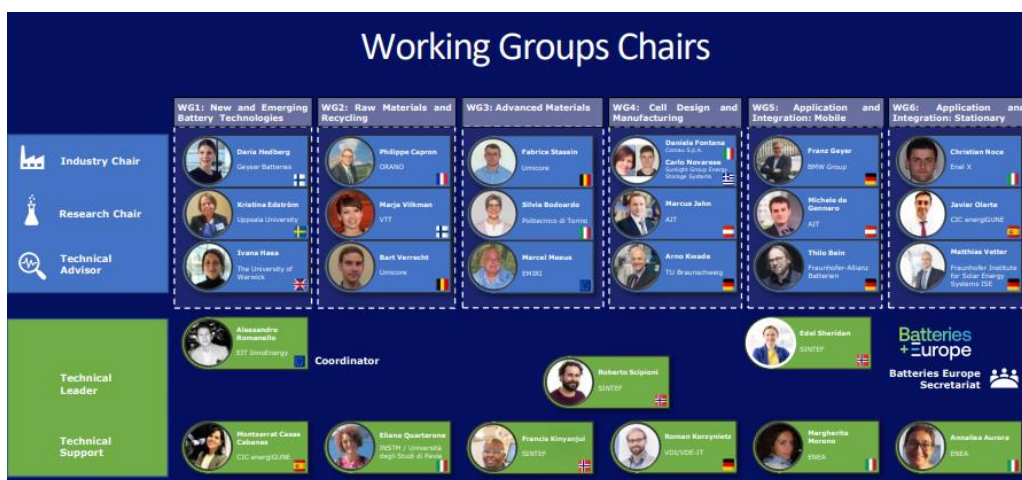 Working Groups Chairs
WG1: New and Emerging
Battery Technologies
WG2: Raw Materials and
Recycling
WG3: Advanced Materials
WG4: Cell Design and
Manufacturing
WG5: Application and
Integration: Mobile
WG6: Application and
Integration: Stationary
Industry Chair
Daria Hedberg
Geyser Batteries
Philippe Capron
ORANO
Fabrice Stassin
Umicore
Daniela Fontana
Comau S.p.A.
Carlo Novarese
Sunlight Group Energy
Storage Systems
Franz Geyer
BMW Group
Christian Noce
Enel X
Research Chair
Kristina Edström
Uppsala University
Marja Vilkman
VTT
Silvia Bodoardo
Politecnico di Torino
Marcus Jahn
AIT
Michele de
Gennaro
AIT
Javier Olarte
CIC energiGUNE
Technical
Advisor
Ivana Hasa
The University of
Warwick
Bart Verrecht
Umicore
Marcel Meeus
EMIRI
Arno Kwade
TU Braunschweig
Thilo Bein
Fraunhofer-Allianz
Batterien
Matthias Vetter
Fraunhofer Institute
for Solar Energy
Systems ISE
Technical
Leader
Alessandro
Romanello
EIT InnoEnergy
Coordinator
Roberto Scipioni
SINTEF
Edel Sheridan
SINTEF
Batteries
+Europe
Batteries Europe
Secretariat
Technical
Support
Montserrat Casas
Cabanas
CIC energiGUNE
Eliana Quartarone
INSTM / Università
degli Studi di Pavia
Francis Kinyanjui
SINTEF
Roman Korzynietz
VDI/VDE-IT
Margherita
Moreno
ENEA
Annalisa Aurora
ENEA